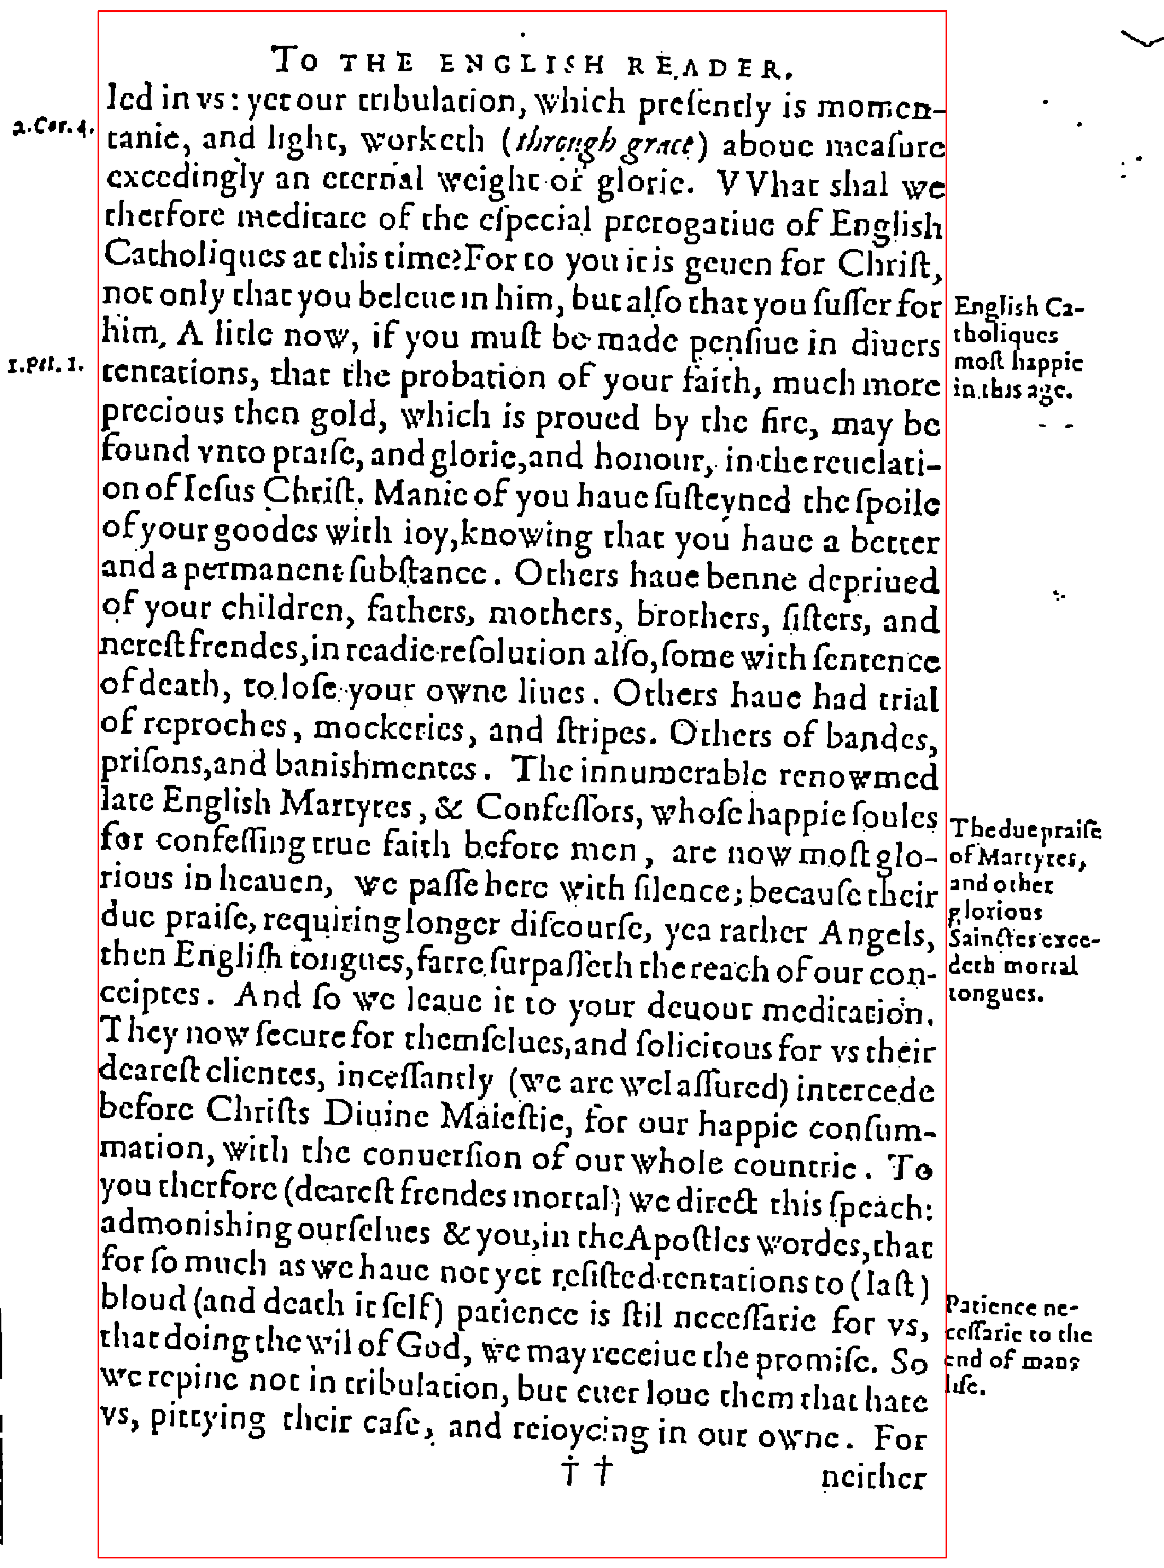 TO THE ENGLISH READER.
led in vs: yet our tribulation, which preſently is momen-
2. Cor. 4.
tanie, and light, worketh (through grace) aboue meaſure
exceedingly an eternal weight of glorie. VVhat shal we
therfore meditate of the eſpecial prerogatiue of English
Catholiques at this time? For to you it is geuen for Chriſt,
not only that you beleue in him, but alſo that you ſuffer for
him, A litle now, if you muſt be made penſiue in diuers
1. Pet. 1.
tentations, that the probation of your faith, much more
precious then gold, which is proued by the fire, may be
found vnto praiſe, and glorie, and honour, in the reuelati-
on of Ieſus Chriſt. Manie of you haue ſuſteyned the ſpoile
of your goodes with ioy, knowing that you haue a better
and a permanent ſubſtance. Others haue benne depriued
of your children, fathers, mothers, brothers, ſiſters, and
nereſt frendes, in readie reſolution alſo, ſome with ſentence
of death, to loſe your owne liues. Others haue had trial
of reproches, mockeries, and ſtripes. Others of bandes,
priſons, and banishmentes. The innumerable renowmed
late English Martyres, & Confeſſors, whoſe happie ſoules
for confeſſing true faith before men, are now moſt glo-
rious in heauen, we paſſe here with ſilence; becauſe their
due praiſe, requiring longer diſcourſe, yea rather Angels,
then Engliſh tongues, farre ſurpaſſeth the reach of our con-
ceiptes. And ſo we leaue it to your deuout meditation.
They now ſecure for themſelues, and ſolicitous for vs their
deareſt clientes, inceſſantly (we are wel aſſured) intercede
before Chriſts Diuine Maieſtie, for our happie conſum-
mation, with the conuerſion of our whole countrie. To
you therfore (deareſt frendes mortal) we direct this ſpeach:
admonishing ourſelues & you, in the Apoſtles wordes, that
for ſo much as we haue not yet reſiſted tentations to (laſt)
bloud (and death it ſelf) patience is ſtil neceſſarie for vs,
that doing the wil of God, we may receiue the promiſe. So
we repine not in tribulation, but euer loue them that hate
vs, pittying their caſe, and reioycing in our owne. For
† †
neither
English Ca-
tholiques
moſt happie
in this age.
The due praiſe
of Martyres,
and other
glorious
Sainctes exce-
deth mortal
tongues.
Patience ne-
ceſſarie to the
end of mans
life.